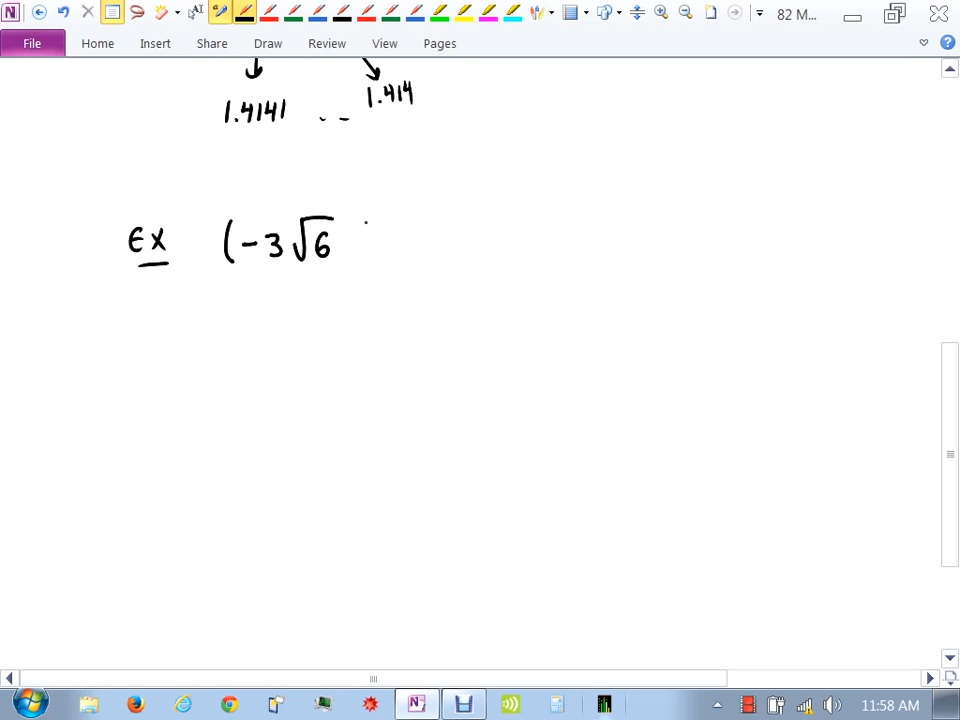 File Home Insert Share Draw Review View Pages
82 M...
1.4141 .. 1.414
EX (-3√6
11:58 AM